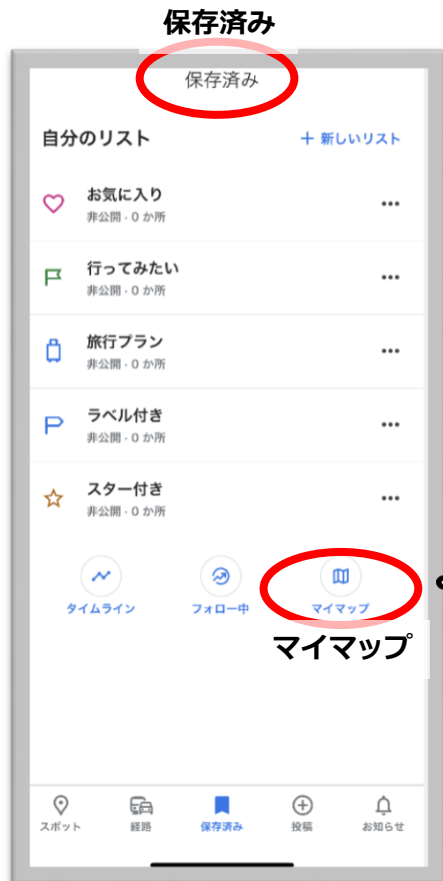 保存済み
保存済み
自分のリスト
+ 新しいリスト
お気に入り
非公開・0 か所
行ってみたい
非公開・0 か所
旅行プラン
非公開・0 か所
ラベル付き
非公開・0 か所
スター付き
非公開・0 か所
タイムライン フォロー中 マイマップ
マイマップ
スポット 経路 保存済み 投稿 お知らせ